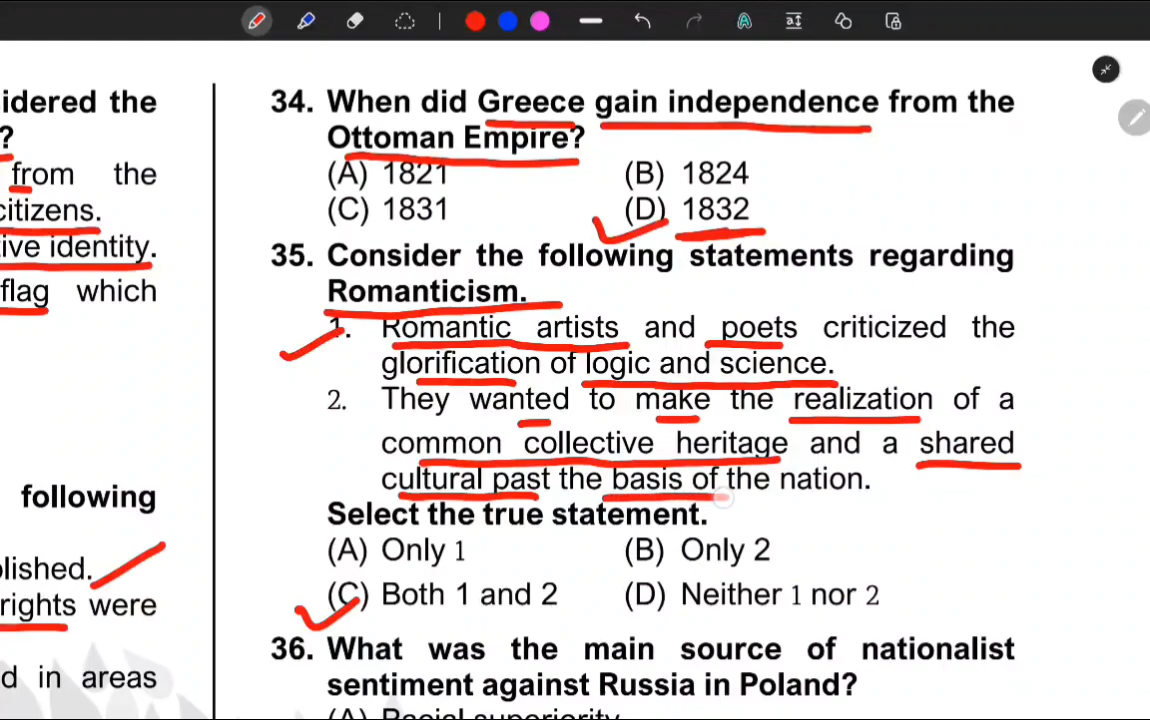 idered the
?
from the
citizens.
ive identity.
flag which
following
lished.
rights were
d in areas
34. When did Greece gain independence from the
Ottoman Empire?
(A) 1821 (B) 1824
(C) 1831 (D) 1832
35. Consider the following statements regarding
Romanticism.
1. Romantic artists and poets criticized the
glorification of logic and science.
2. They wanted to make the realization of a
common collective heritage and a shared
cultural past the basis of the nation.
Select the true statement.
(A) Only 1 (B) Only 2
(C) Both 1 and 2 (D) Neither 1 nor 2
36. What was the main source of nationalist
sentiment against Russia in Poland?
(A) Racial superiority